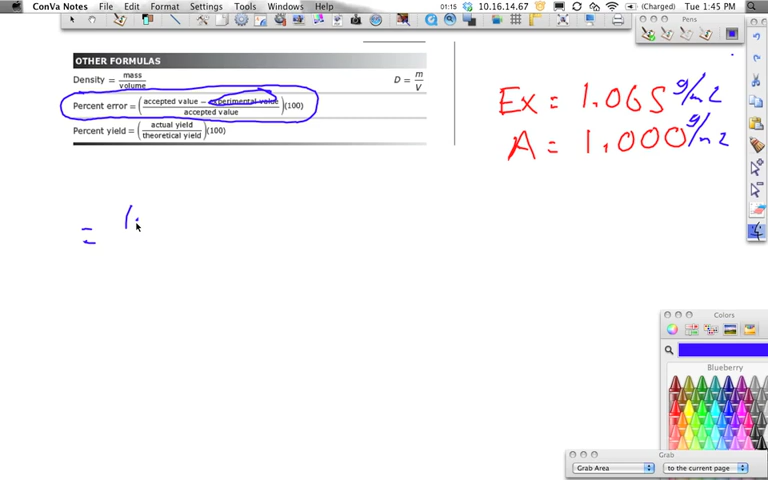 ConVa Notes File Edit Format Settings Tools Windows Help 01:15 10.16.14.67 (Charged) Tue 1:45 PM
Pens
OTHER FORMULAS
Density = mass / volume D = m / V
Percent error = ( accepted value – experimental value / accepted value ) (100)
Percent yield = ( actual yield / theoretical yield ) (100)
Ex = 1.065 g/mL
A = 1.000 g/mL
= 1.
Colors
Blueberry
Grab
Grab Area to the current page